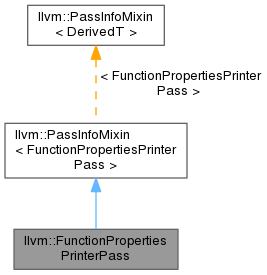 llvm::PassInfoMixin
< DerivedT >
< FunctionPropertiesPrinter
Pass >
llvm::PassInfoMixin
< FunctionPropertiesPrinter
Pass >
llvm::FunctionProperties
PrinterPass